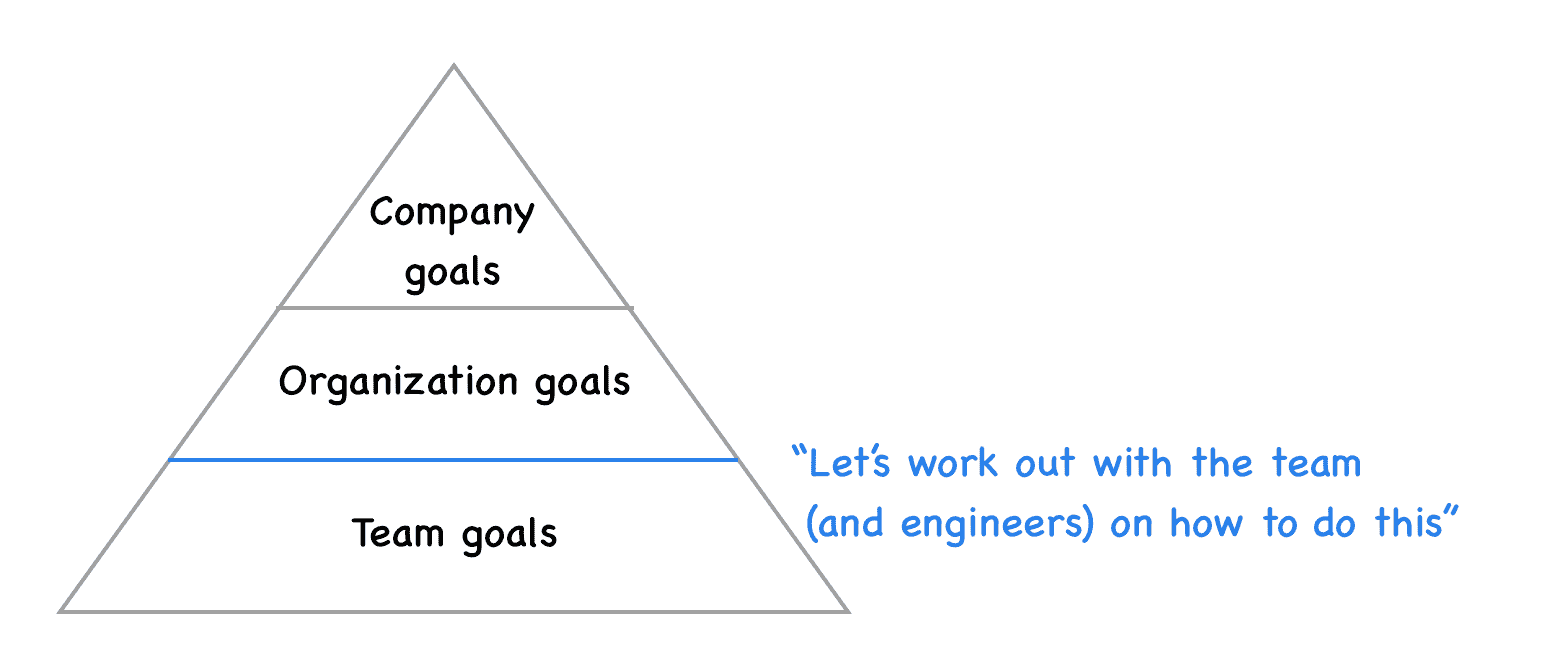 Company
goals
Organization goals
Team goals
“Let’s work out with the team
(and engineers) on how to do this”